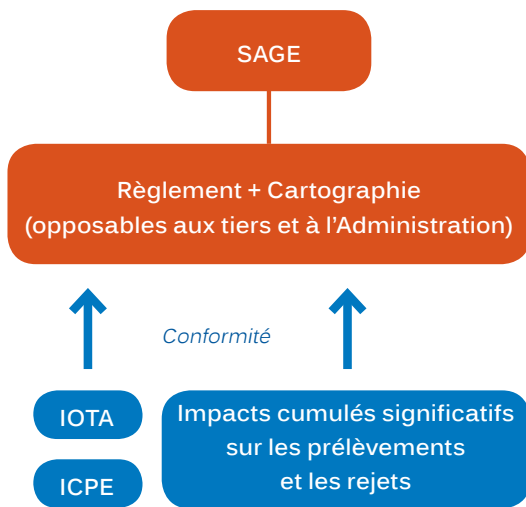 SAGE
Règlement + Cartographie
(opposables aux tiers et à l'Administration)
Conformité
IOTA
ICPE
Impacts cumulés significatifs
sur les prélèvements
et les rejets